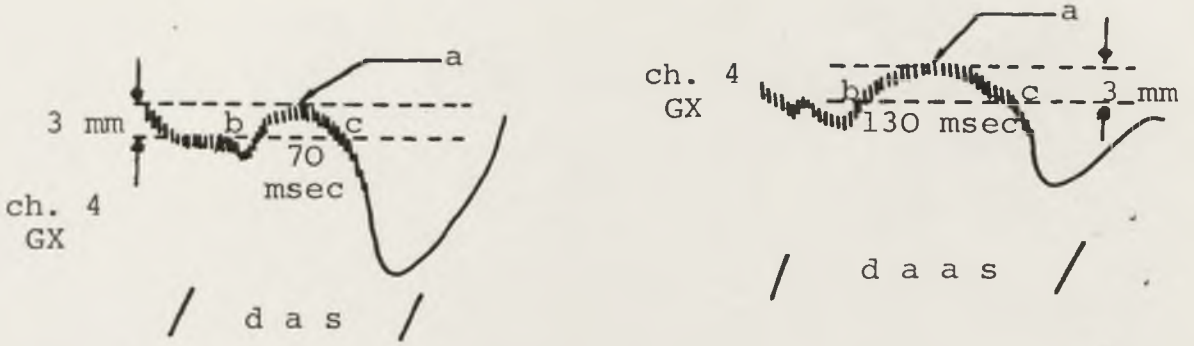 a
3 mm
b
c
70
msec
ch. 4
GX
/ d a s /
a
ch. 4
GX
b
c
3 mm
130 msec
/ d a a s /